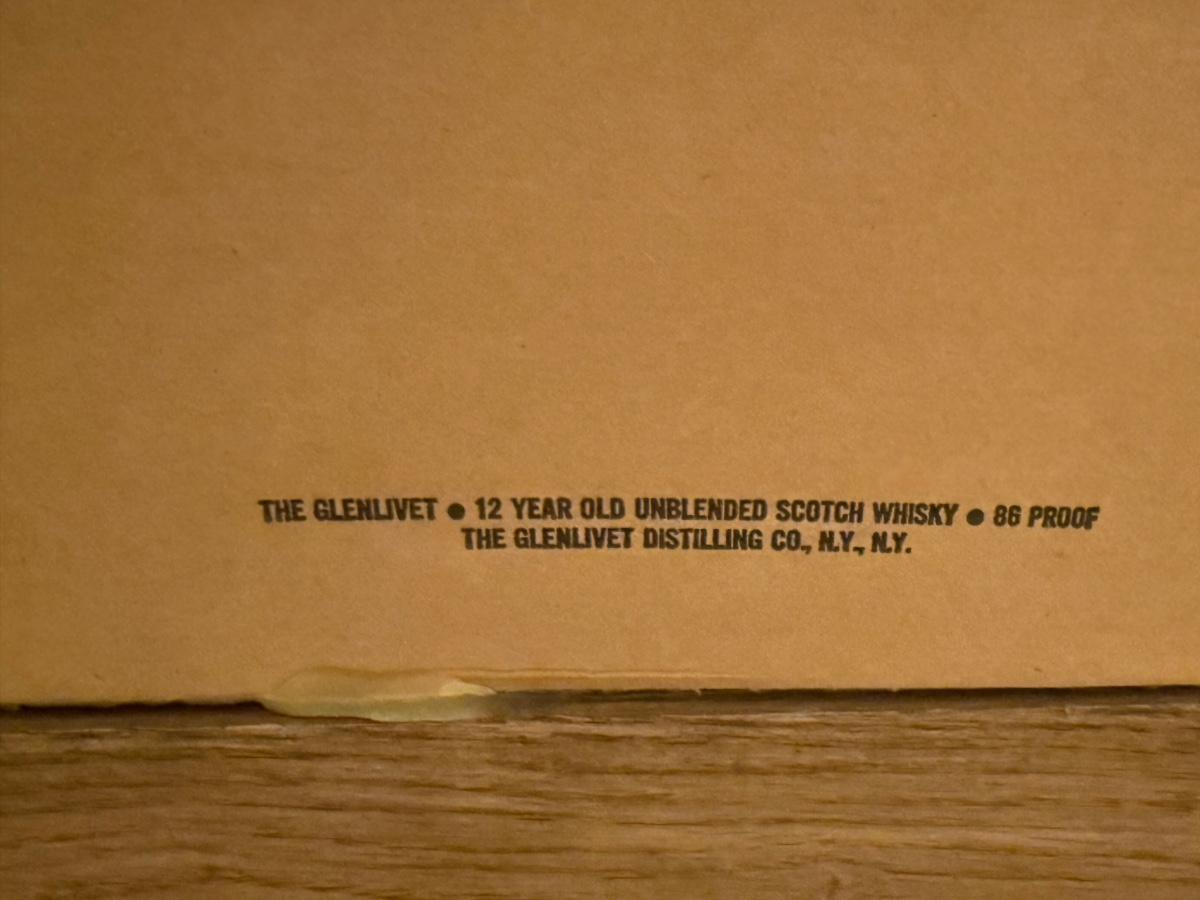 THE GLENLIVET ● 12 YEAR OLD UNBLENDED SCOTCH WHISKY ● 86 PROOF
THE GLENLIVET DISTILLING CO., N.Y., N.Y.